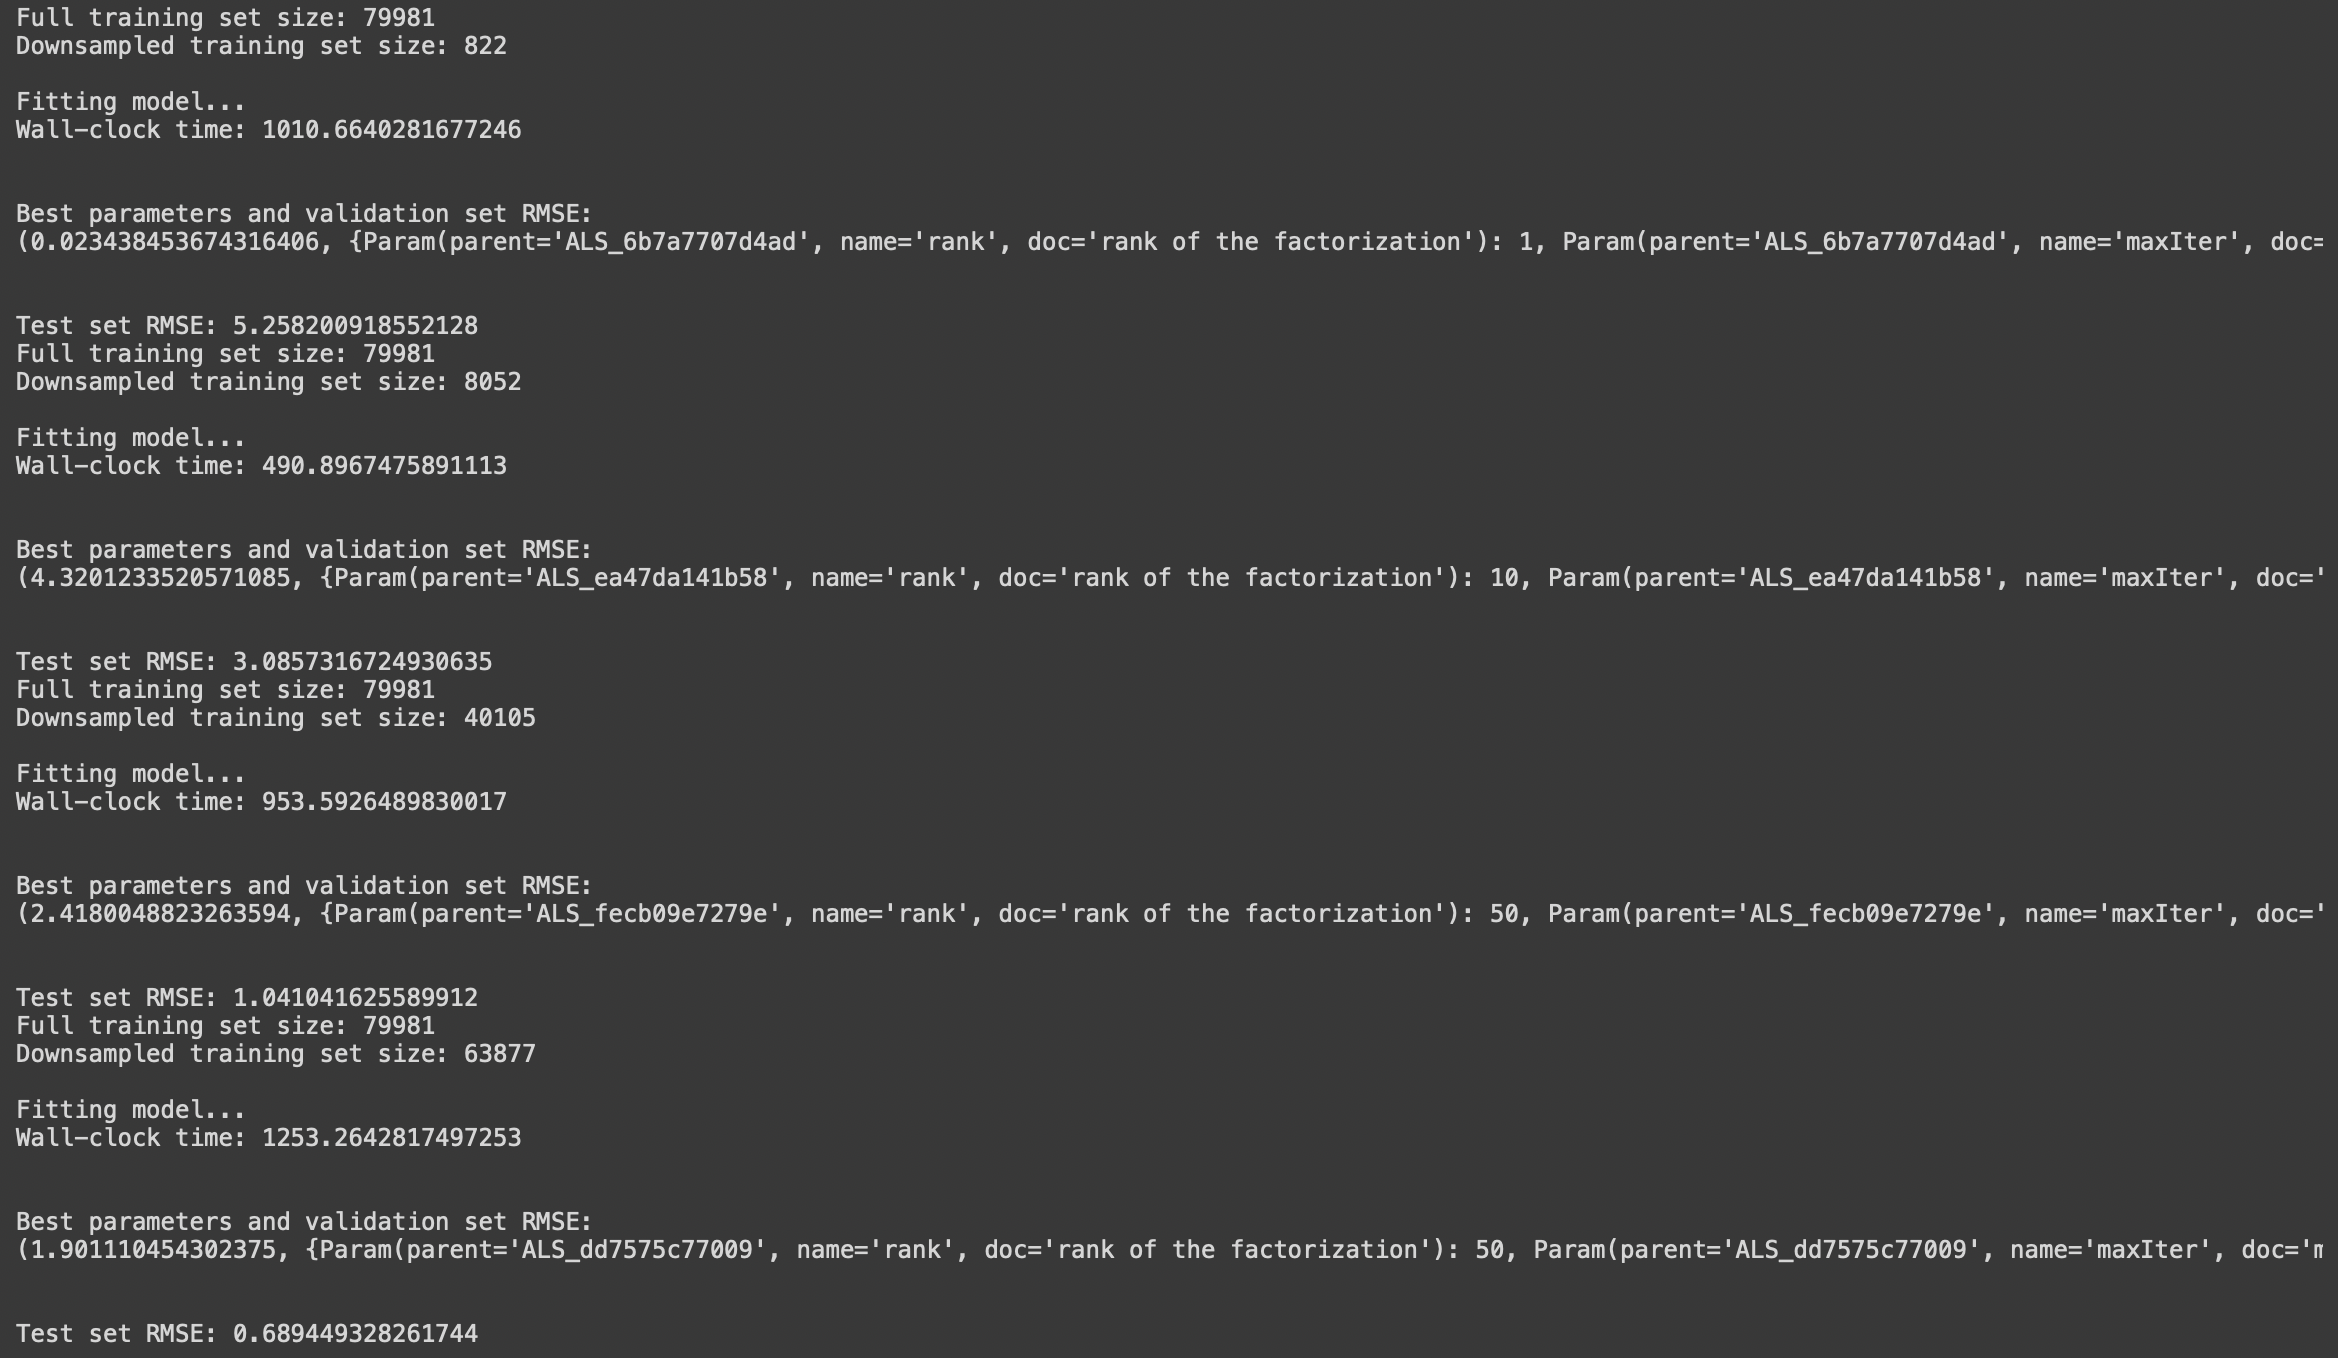 Full training set size: 79981
Downsampled training set size: 822
Fitting model...
Wall-clock time: 1010.6640281677246
Best parameters and validation set RMSE:
(0.023438453674316406, {Param(parent='ALS_6b7a7707d4ad', name='rank', doc='rank of the factorization'): 1, Param(parent='ALS_6b7a7707d4ad', name='maxIter', doc=
Test set RMSE: 5.258200918552128
Full training set size: 79981
Downsampled training set size: 8052
Fitting model...
Wall-clock time: 490.8967475891113
Best parameters and validation set RMSE:
(4.3201233520571085, {Param(parent='ALS_ea47da141b58', name='rank', doc='rank of the factorization'): 10, Param(parent='ALS_ea47da141b58', name='maxIter', doc='
Test set RMSE: 3.0857316724930635
Full training set size: 79981
Downsampled training set size: 40105
Fitting model...
Wall-clock time: 953.5926489830017
Best parameters and validation set RMSE:
(2.4180048823263594, {Param(parent='ALS_fecb09e7279e', name='rank', doc='rank of the factorization'): 50, Param(parent='ALS_fecb09e7279e', name='maxIter', doc='
Test set RMSE: 1.041041625589912
Full training set size: 79981
Downsampled training set size: 63877
Fitting model...
Wall-clock time: 1253.2642817497253
Best parameters and validation set RMSE:
(1.901110454302375, {Param(parent='ALS_dd7575c77009', name='rank', doc='rank of the factorization'): 50, Param(parent='ALS_dd7575c77009', name='maxIter', doc='m
Test set RMSE: 0.689449328261744